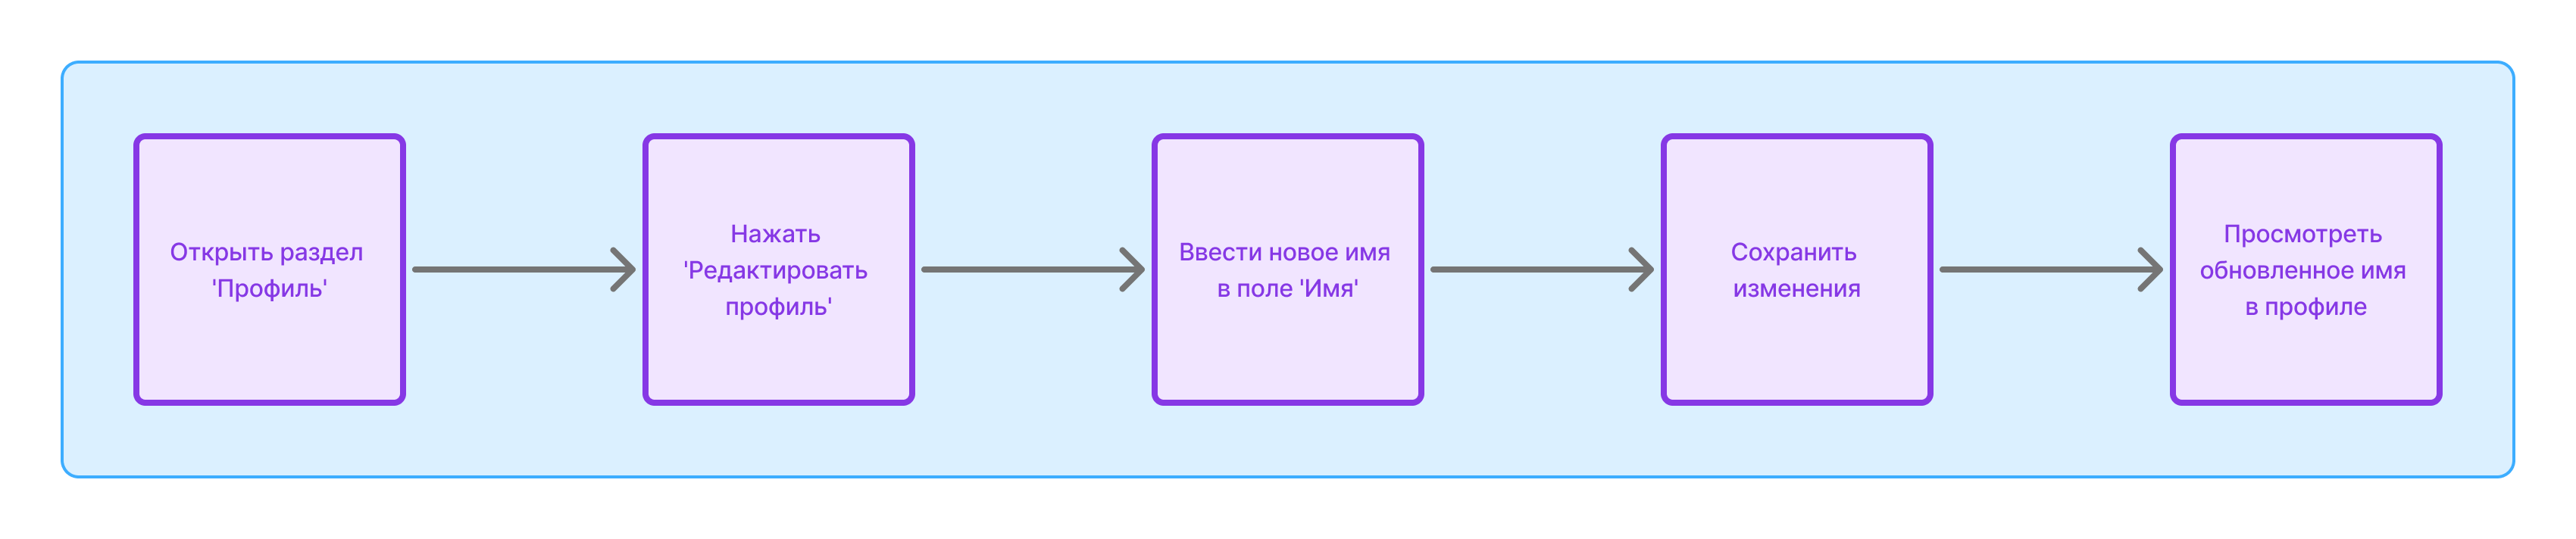 Открыть раздел
'Профиль'
Нажать
'Редактировать
профиль'
Ввести новое имя
в поле 'Имя'
Сохранить
изменения
Просмотреть
обновленное имя
в профиле